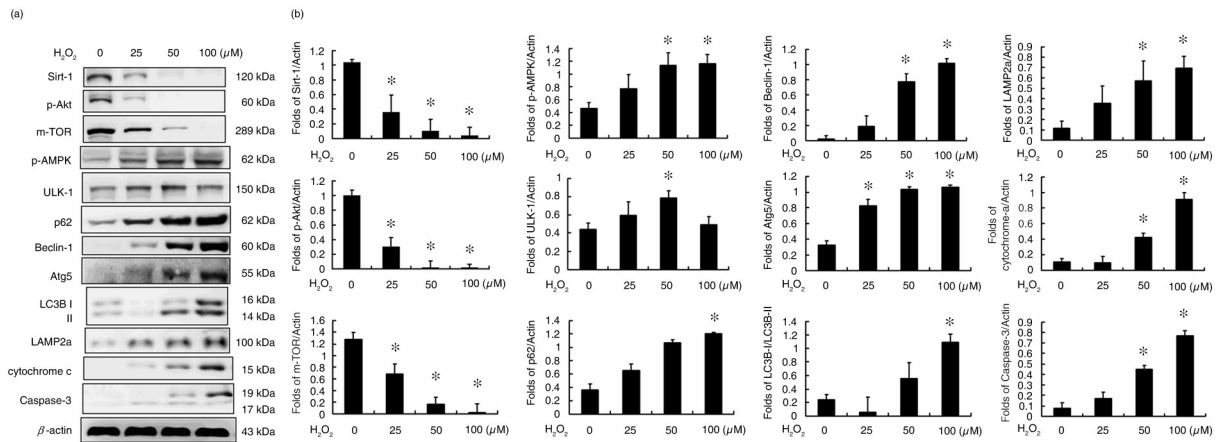 (a)
H₂O₂ 0 25 50 100 (µM)
Sirt-1 120 kDa
p-Akt 60 kDa
m-TOR 289 kDa
p-AMPK 62 kDa
ULK-1 150 kDa
p62 62 kDa
Beclin-1 60 kDa
Atg5 55 kDa
LC3B I 16 kDa
II 14 kDa
LAMP2a 100 kDa
cytochrome c 15 kDa
Caspase-3 19 kDa
17 kDa
β-actin 43 kDa
(b)
Folds of Sirt-1/Actin
1.2
1
0.8
0.6
0.4
0.2
0
* * *
H₂O₂ 0 25 50 100 (µM)
Folds of p-AMPK/Actin
1.4
1.2
1
0.8
0.6
0.4
0.2
0
* *
H₂O₂ 0 25 50 100 (µM)
Folds of Beclin-1/Actin
1.2
1
0.8
0.6
0.4
0.2
0
* *
H₂O₂ 0 25 50 100 (µM)
Folds of LAMP2a/Actin
0.9
0.8
0.7
0.6
0.5
0.4
0.3
0.2
0.1
0
* *
H₂O₂ 0 25 50 100 (µM)
Folds of p-Akt/Actin
1.2
1
0.8
0.6
0.4
0.2
0
* * *
H₂O₂ 0 25 50 100 (µM)
Folds of ULK-1/Actin
1
0.8
0.6
0.4
0.2
0
*
H₂O₂ 0 25 50 100 (µM)
Folds of Atg5/Actin
1.2
1
0.8
0.6
0.4
0.2
0
* * *
H₂O₂ 0 25 50 100 (µM)
Folds of
cytochrome-a/Actin
1.2
1
0.8
0.6
0.4
0.2
0
* *
H₂O₂ 0 25 50 100 (µM)
Folds of m-TOR/Actin
1.6
1.4
1.2
1
0.8
0.6
0.4
0.2
0
* * *
H₂O₂ 0 25 50 100 (µM)
Folds of p62/Actin
1.4
1.2
1
0.8
0.6
0.4
0.2
0
*
H₂O₂ 0 25 50 100 (µM)
Folds of LC3B-I/LC3B-II
1.4
1.2
1
0.8
0.6
0.4
0.2
0
*
H₂O₂ 0 25 50 100 (µM)
Folds of Caspase-3/Actin
0.9
0.8
0.7
0.6
0.5
0.4
0.3
0.2
0.1
0
* *
H₂O₂ 0 25 50 100 (µM)